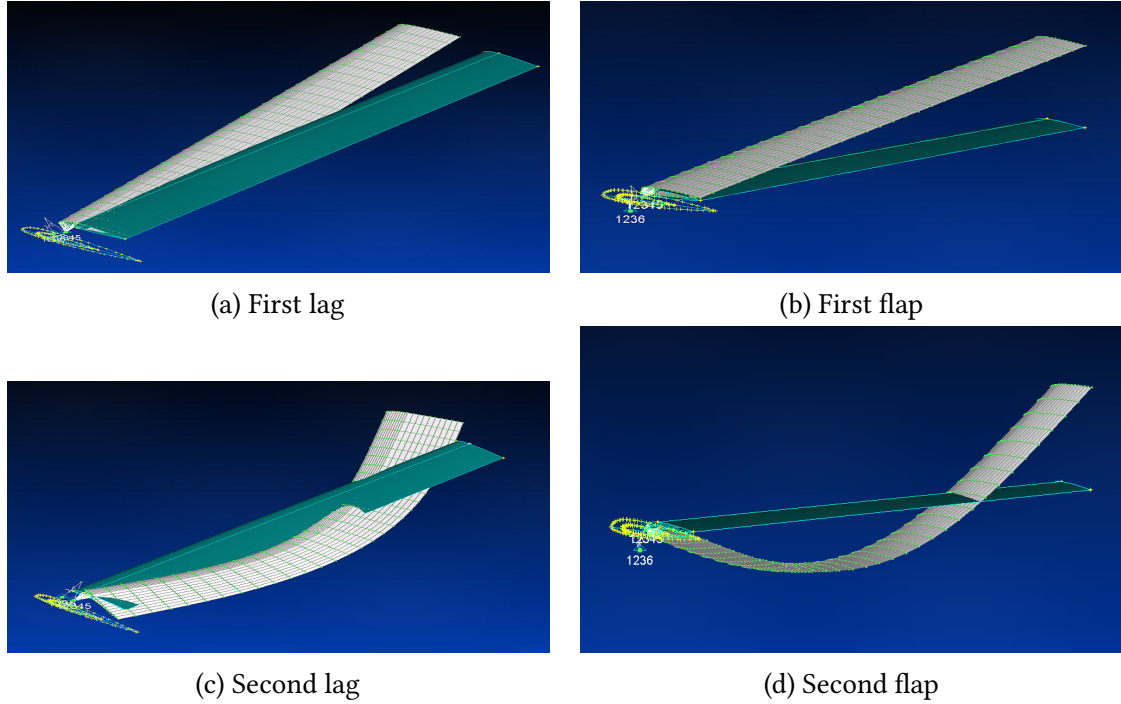 (a) First lag
1236
(b) First flap
(c) Second lag
1236
(d) Second flap